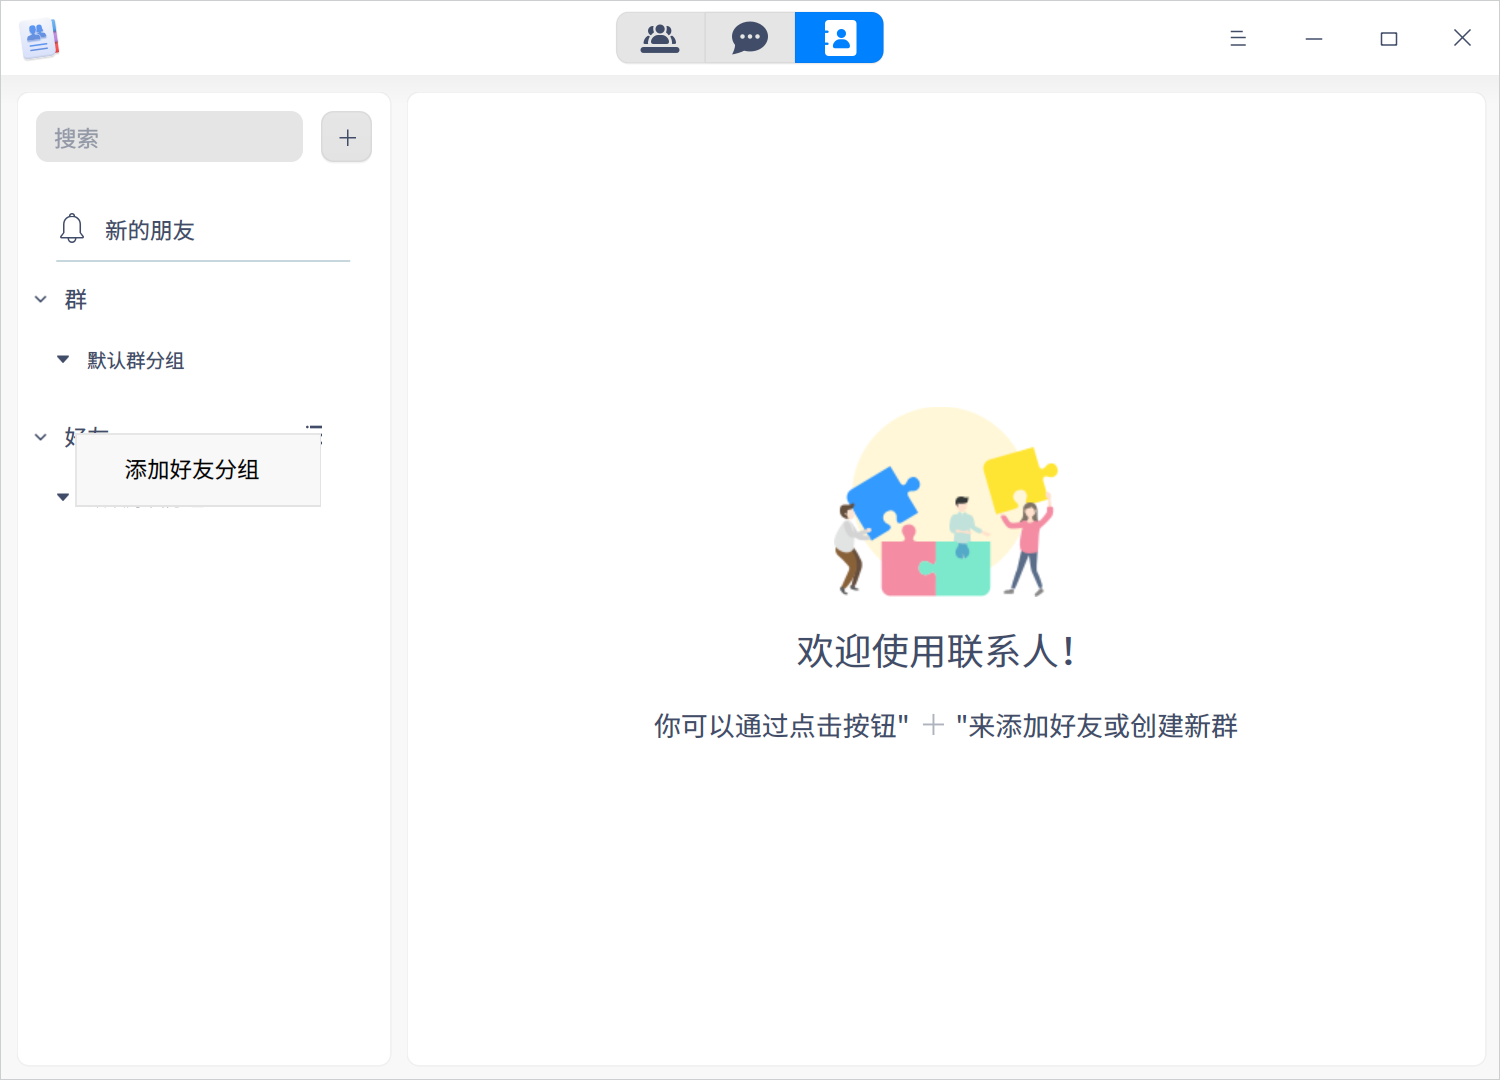 搜索
新的朋友
群
默认群分组
好友
添加好友分组
欢迎使用联系人！
你可以通过点击按钮" + "来添加好友或创建新群